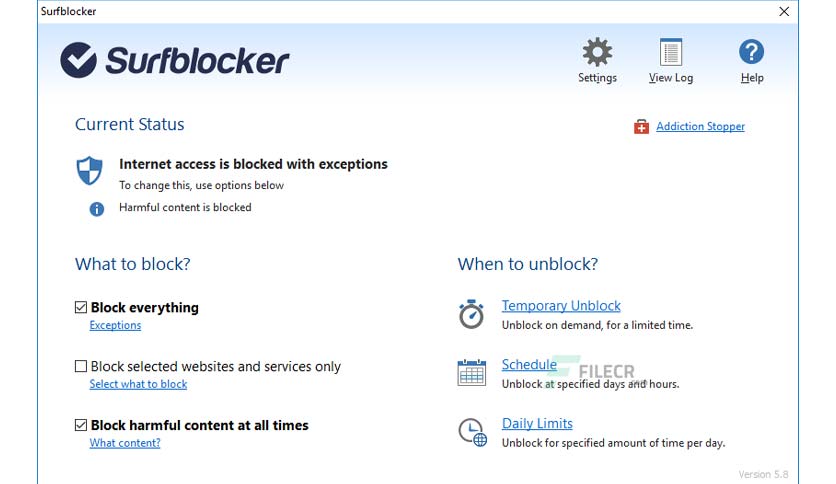 Surfblocker
Surfblocker
Settings
View Log
Help
Current Status
Addiction Stopper
Internet access is blocked with exceptions
To change this, use options below
Harmful content is blocked
What to block?
When to unblock?
Block everything
Exceptions
Temporary Unblock
Unblock on demand, for a limited time.
Block selected websites and services only
Select what to block
Schedule
FILECR
Unblock at specified days and hours.
Block harmful content at all times
What content?
Daily Limits
Unblock for specified amount of time per day.
Version 5.8